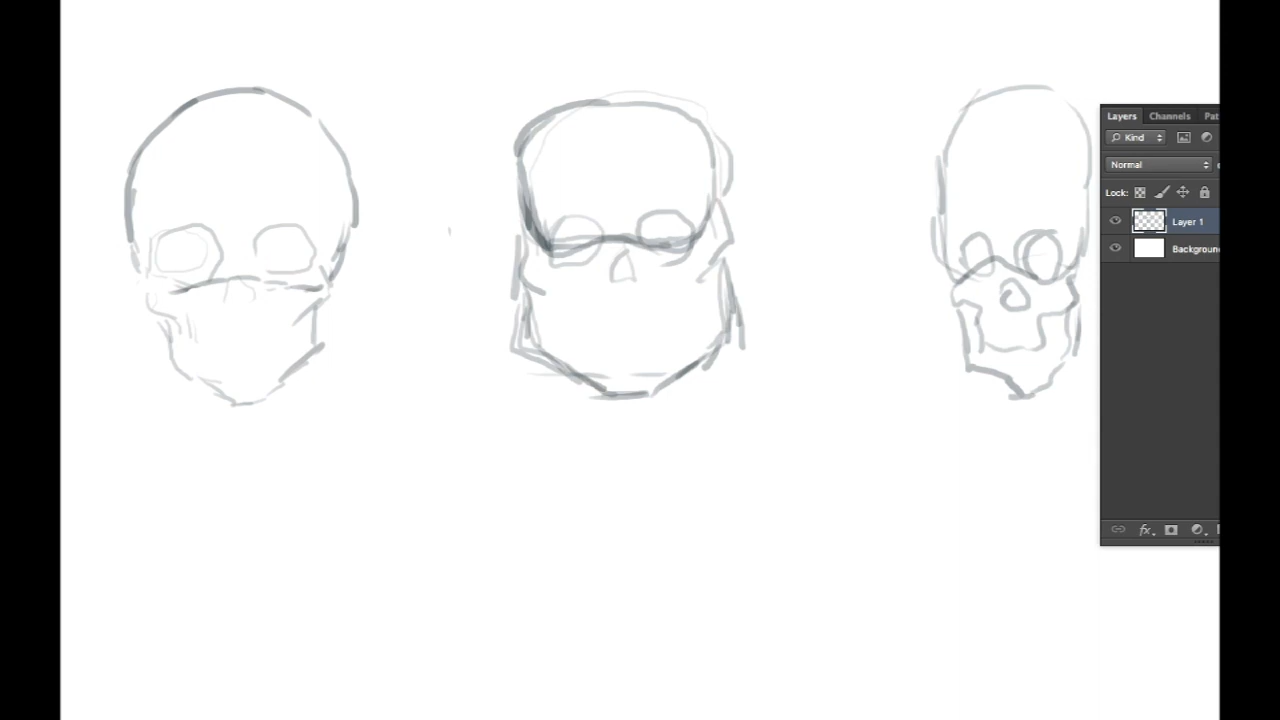 Layers Channels Pat
Kind
Normal
Lock:
Layer 1
Backgroun
fx